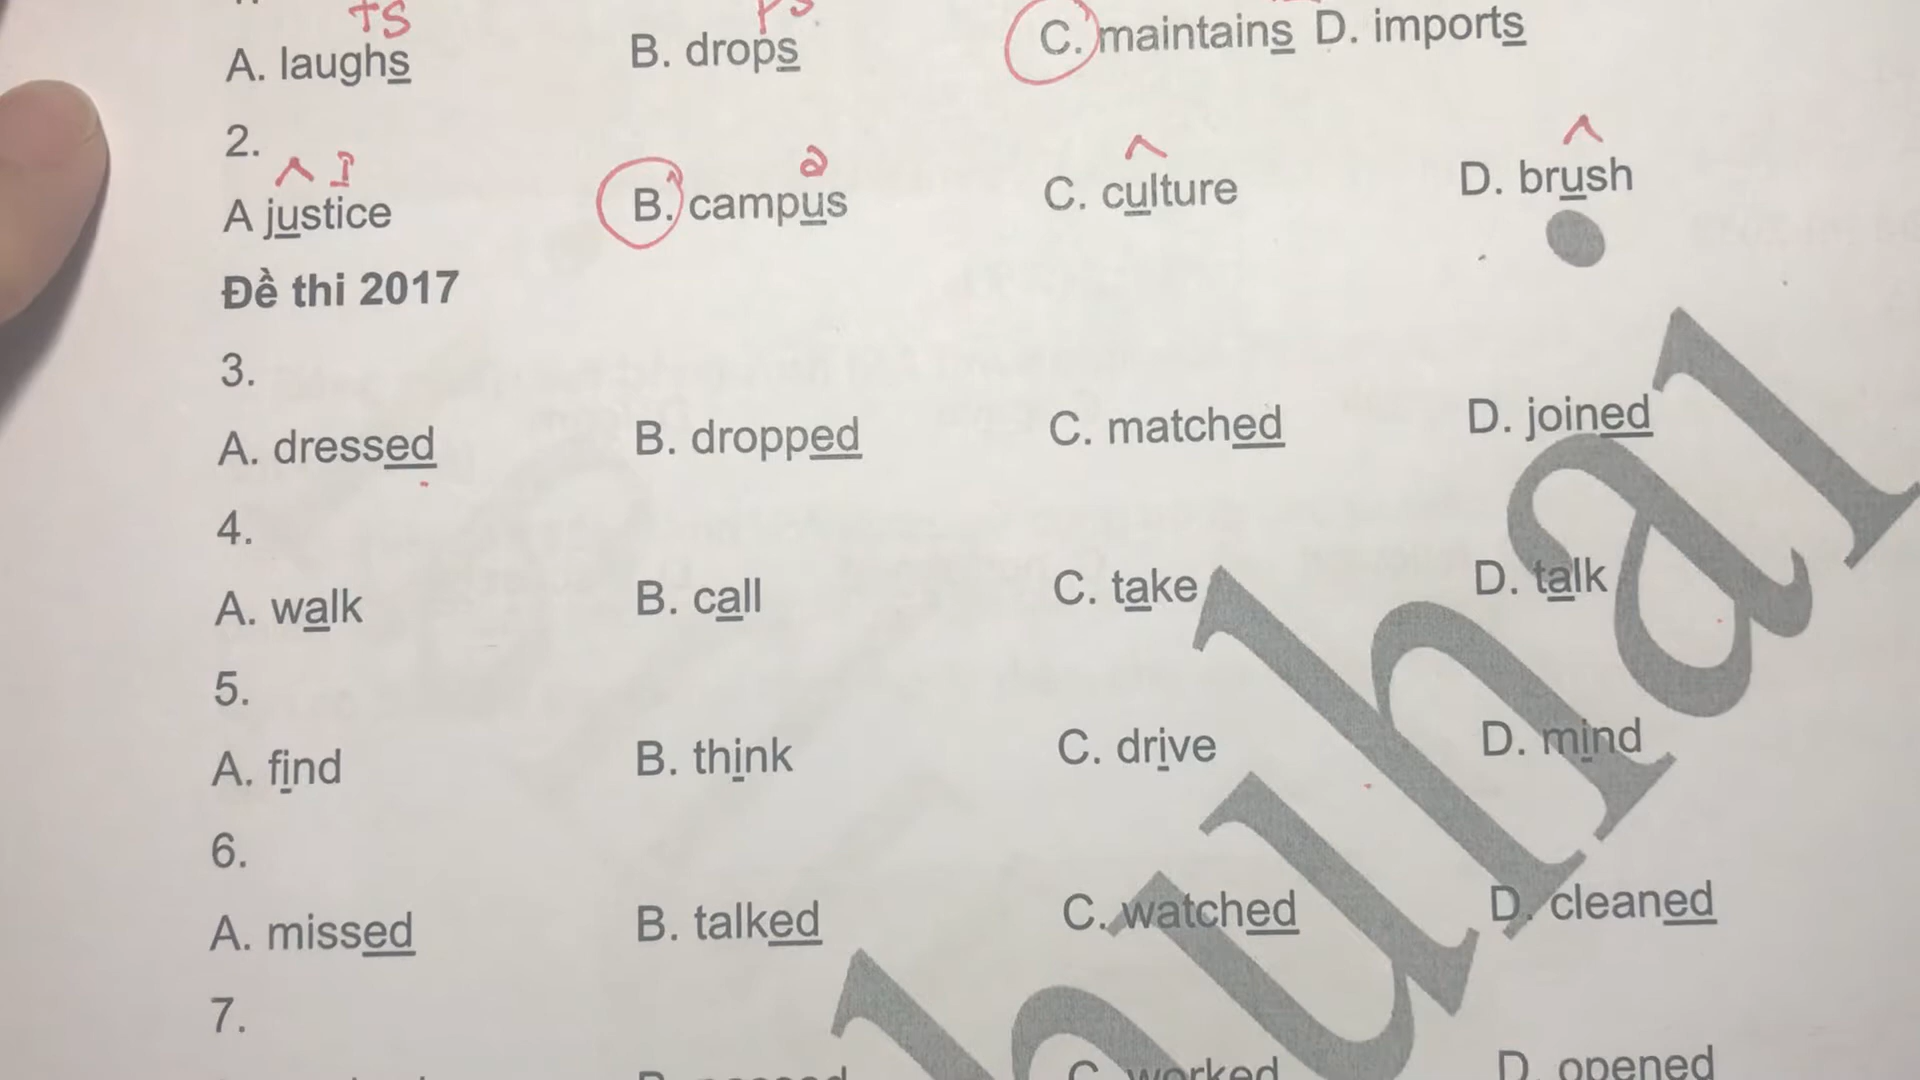 A. laughs B. drops C. maintains D. imports
2.
A justice B. campus C. culture D. brush
Đề thi 2017
3.
A. dressed B. dropped C. matched D. joined
4.
A. walk B. call C. take D. talk
5.
A. find B. think C. drive D. mind
6.
A. missed B. talked C. watched D. cleaned
7.
C. worked D. opened